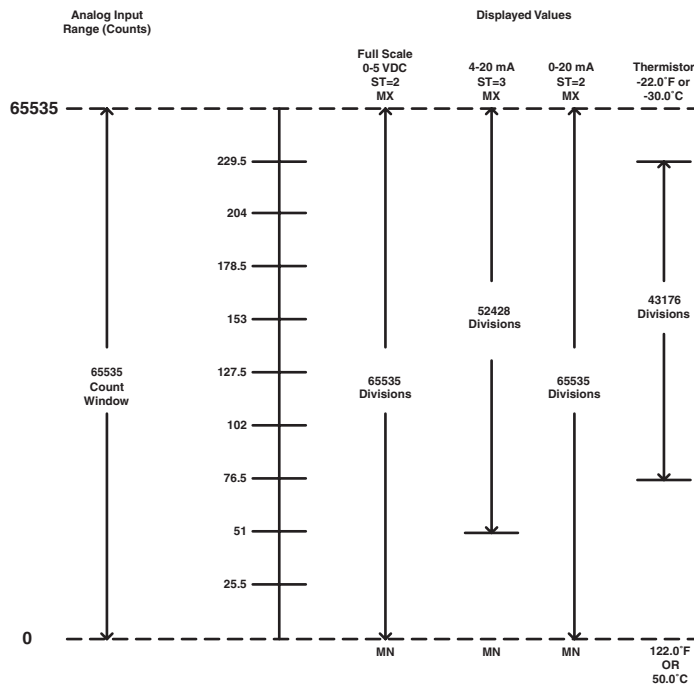 Analog Input
Range (Counts)
Displayed Values
Full Scale
0-5 VDC
ST=2
MX
4-20 mA
ST=3
MX
0-20 mA
ST=2
MX
Thermistor
-22.0°F or
-30.0°C
65535
229.5
204
178.5
153
127.5
102
76.5
51
25.5
65535
Count
Window
65535
Divisions
52428
Divisions
65535
Divisions
43176
Divisions
0
MN
MN
MN
122.0°F
OR
50.0°C